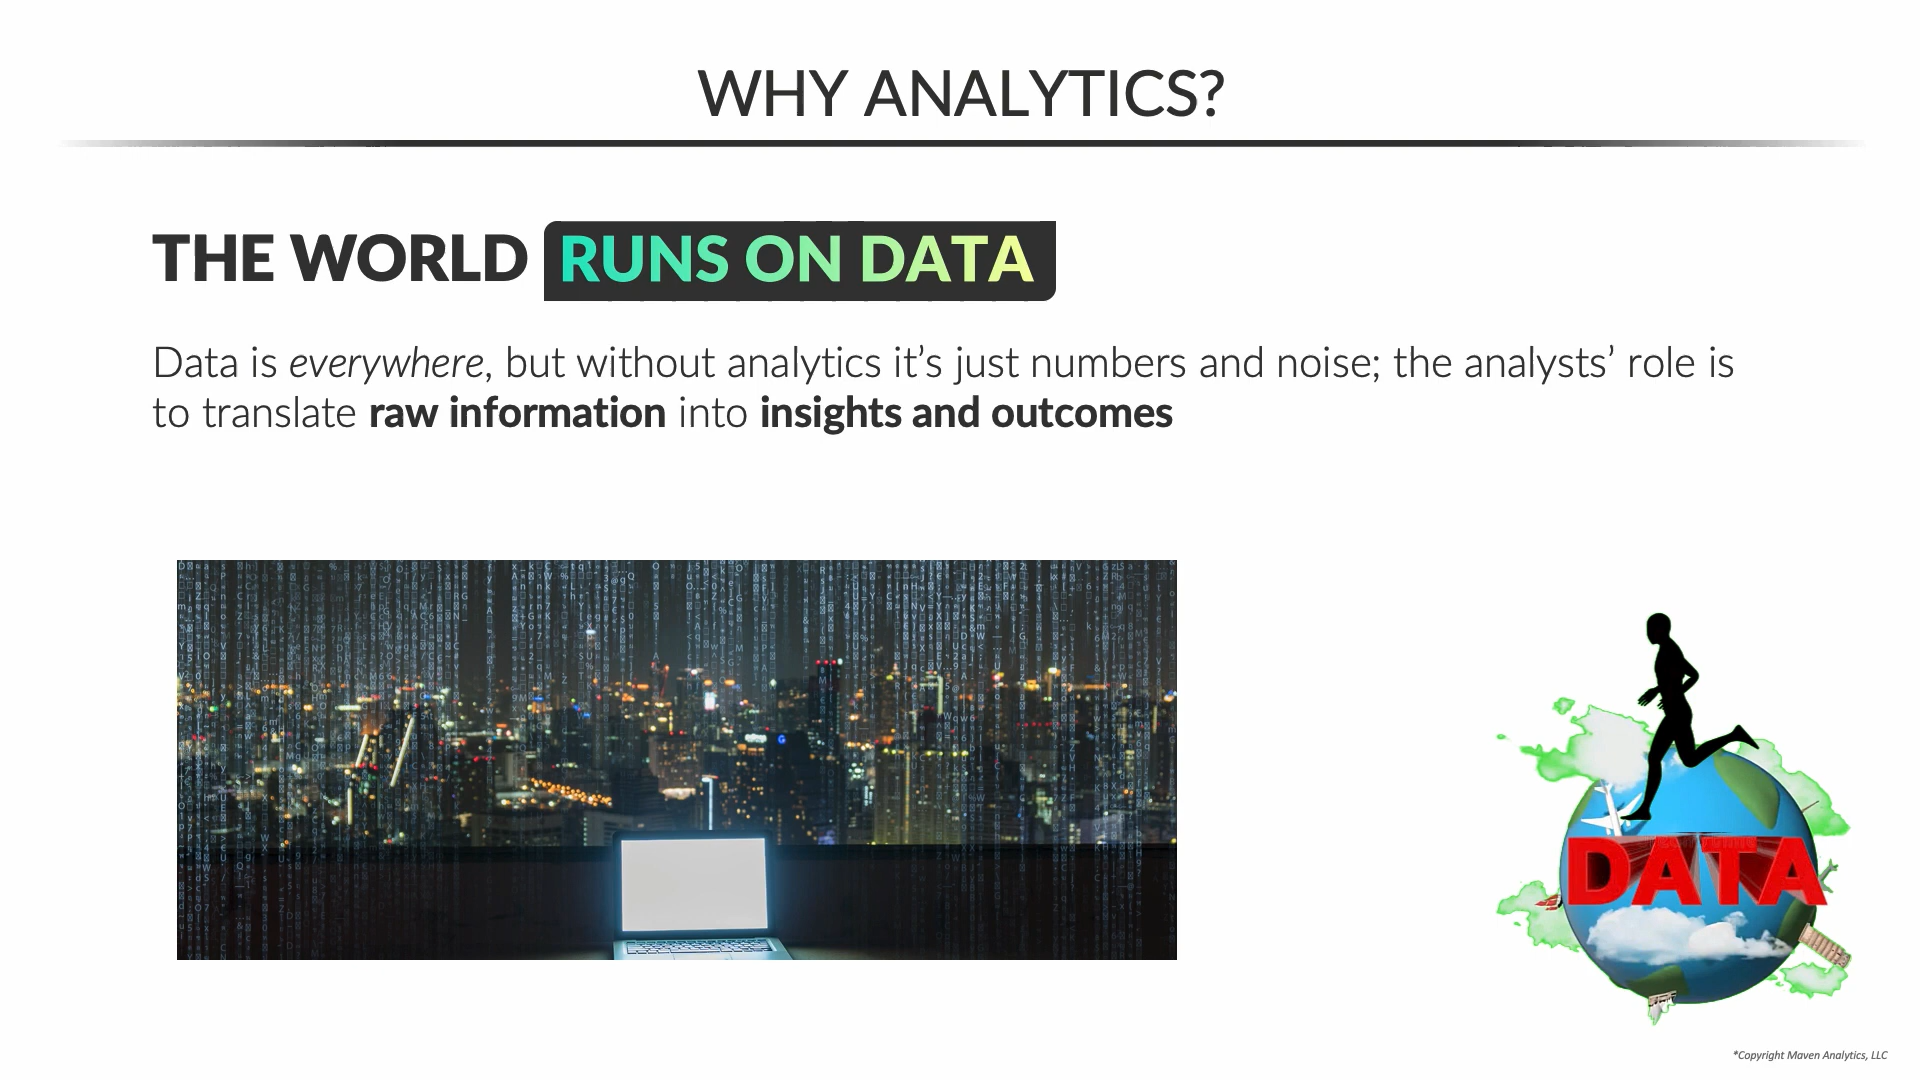 WHY ANALYTICS?
THE WORLD RUNS ON DATA
Data is everywhere, but without analytics it’s just numbers and noise; the analysts’ role is
to translate raw information into insights and outcomes
DATA
*Copyright Maven Analytics, LLC